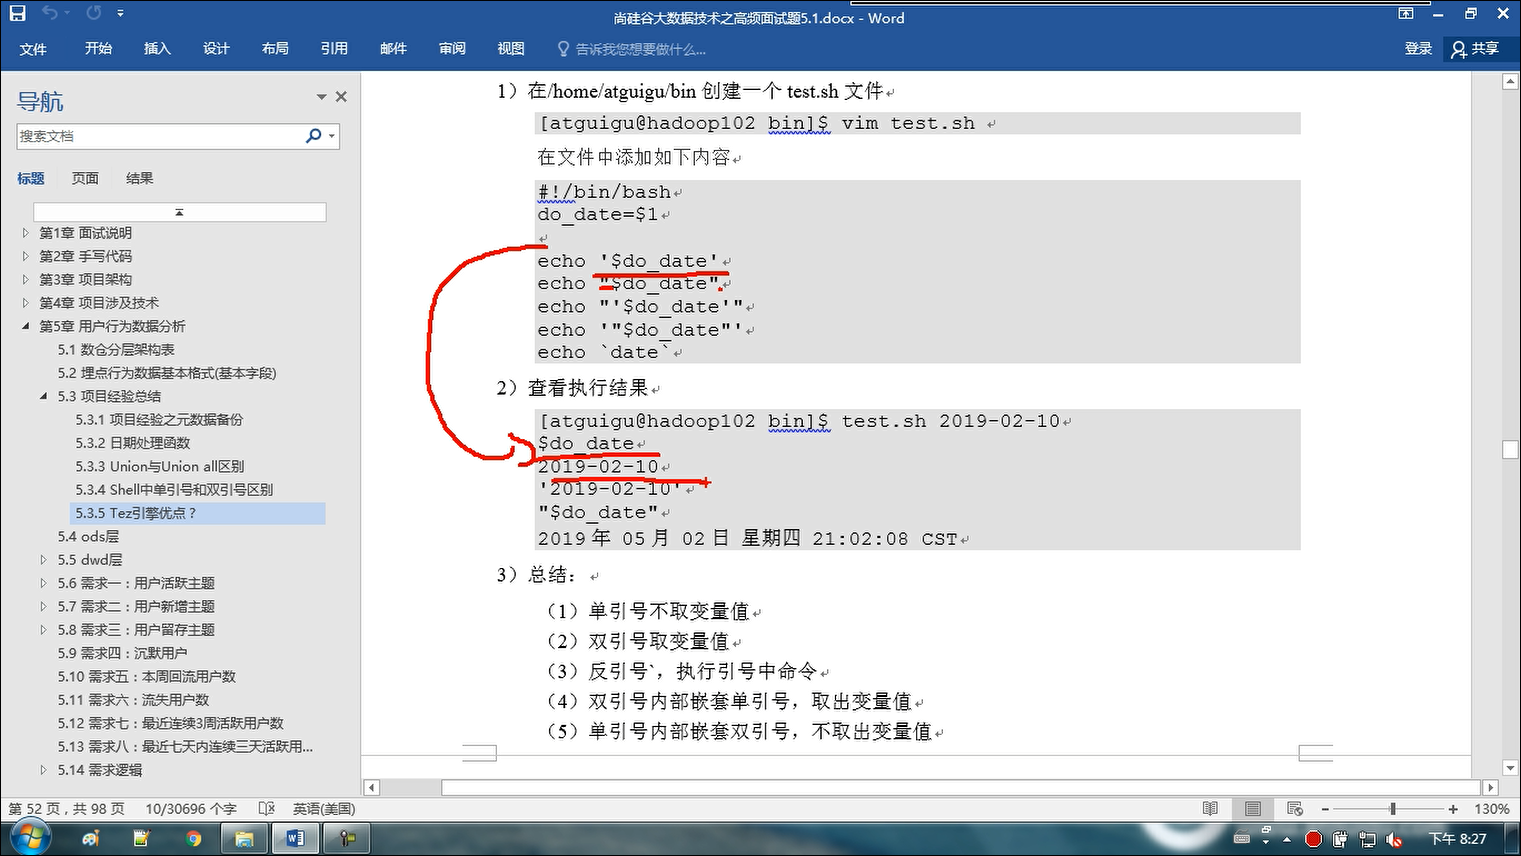 尚硅谷大数据技术之高频面试题5.1.docx - Word
文件 开始 插入 设计 布局 引用 邮件 审阅 视图 告诉我您想要做什么... 登录 共享
导航
搜索文档
标题 页面 结果
第1章 面试说明
第2章 手写代码
第3章 项目架构
第4章 项目涉及技术
第5章 用户行为数据分析
5.1 数仓分层架构表
5.2 埋点行为数据基本格式(基本字段)
5.3 项目经验总结
5.3.1 项目经验之元数据备份
5.3.2 日期处理函数
5.3.3 Union与Union all区别
5.3.4 Shell中单引号和双引号区别
5.3.5 Tez引擎优点？
5.4 ods层
5.5 dwd层
5.6 需求一：用户活跃主题
5.7 需求二：用户新增主题
5.8 需求三：用户留存主题
5.9 需求四：沉默用户
5.10 需求五：本周回流用户数
5.11 需求六：流失用户数
5.12 需求七：最近连续3周活跃用户数
5.13 需求八：最近七天内连续三天活跃用...
5.14 需求逻辑
1）在/home/atguigu/bin 创建一个 test.sh 文件
[atguigu@hadoop102 bin]$ vim test.sh
在文件中添加如下内容
#!/bin/bash
do_date=$1
echo '$do_date'
echo "$do_date"
echo "'$do_date'"
echo '"$do_date"'
echo `date`
2）查看执行结果
[atguigu@hadoop102 bin]$ test.sh 2019-02-10
$do_date
2019-02-10
'2019-02-10'
"$do_date"
2019 年 05 月 02 日 星期四 21:02:08 CST
3）总结：
（1）单引号不取变量值
（2）双引号取变量值
（3）反引号`，执行引号中命令
（4）双引号内部嵌套单引号，取出变量值
（5）单引号内部嵌套双引号，不取出变量值
第 52 页，共 98 页 10/30696 个字 英语(美国) 130%
下午 8:27